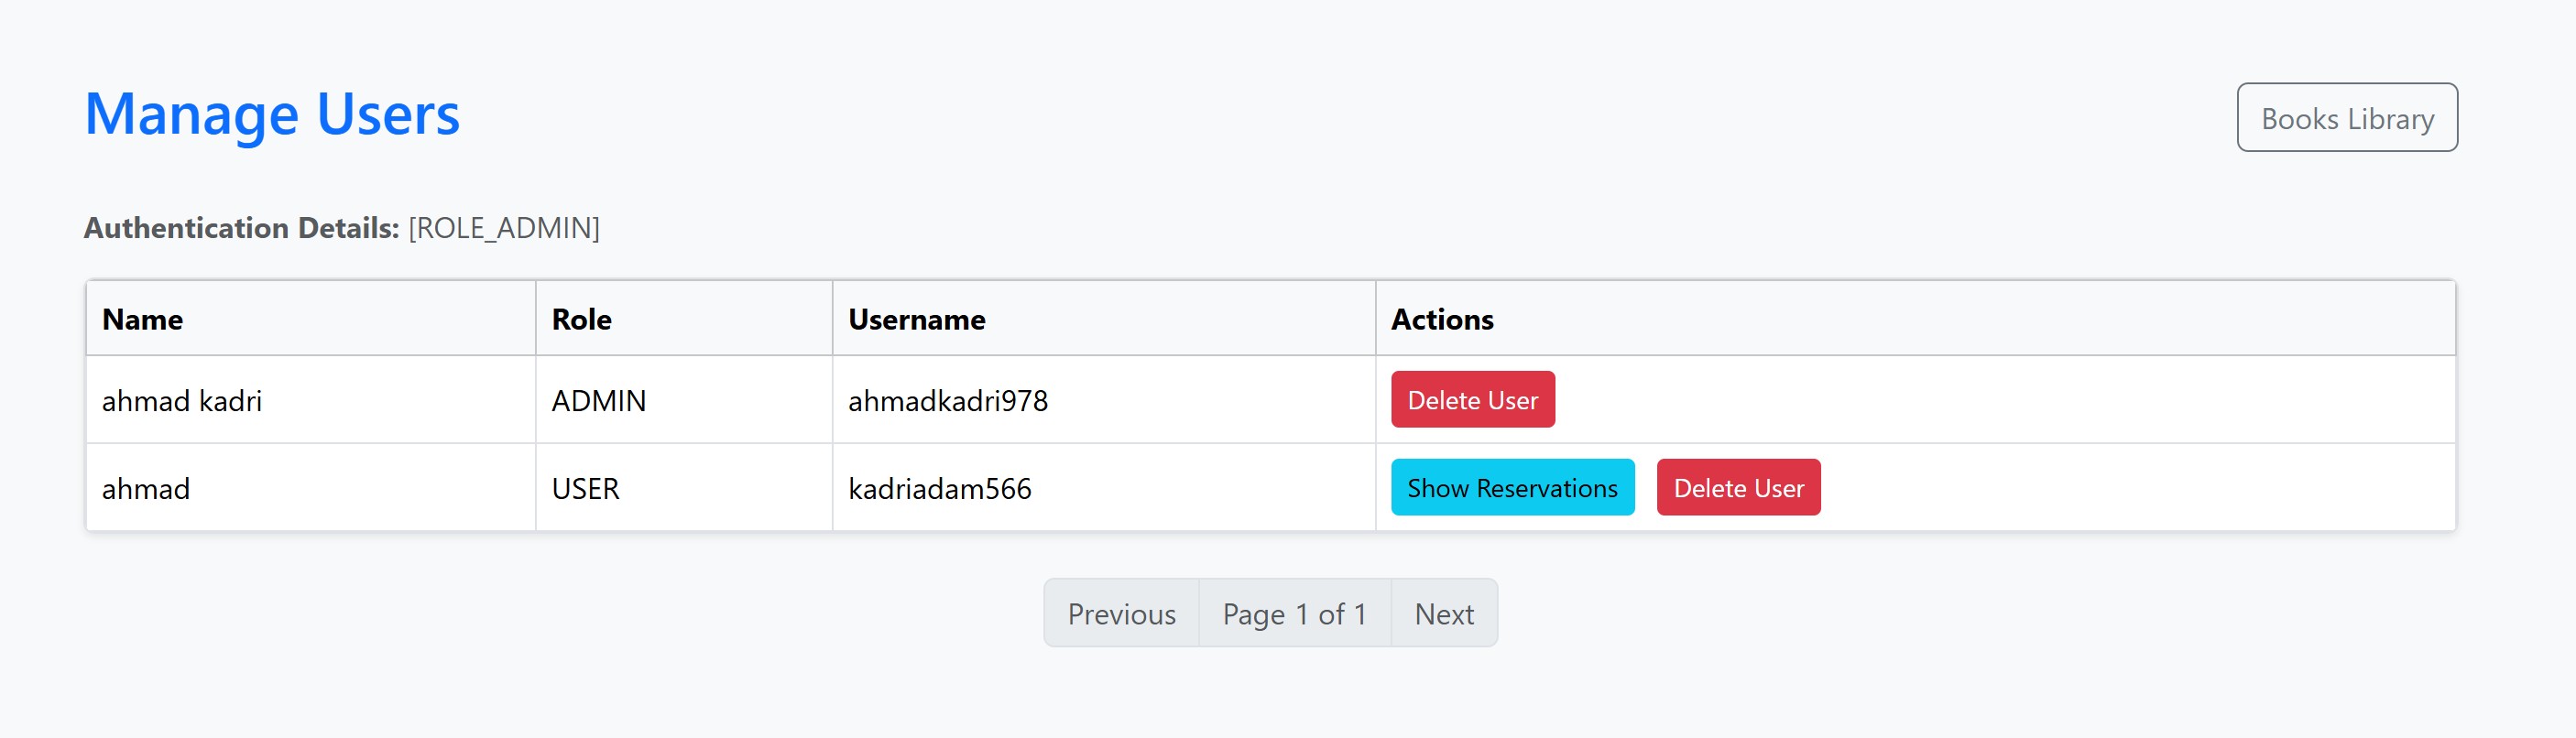 Manage Users
Books Library
Authentication Details: [ROLE_ADMIN]
Name Role Username Actions
ahmad kadri ADMIN ahmadkadri978 Delete User
ahmad USER kadriadam566 Show Reservations Delete User
Previous Page 1 of 1 Next